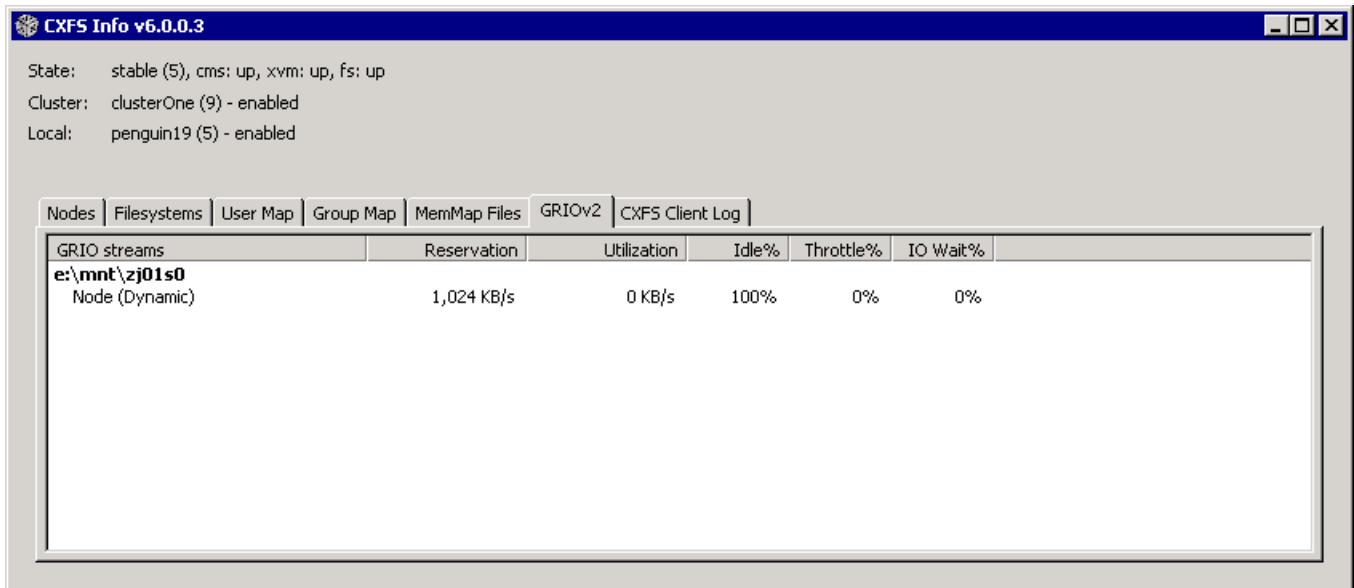 CXFS Info v6.0.0.3
State: stable (5), cms: up, xvm: up, fs: up
Cluster: clusterOne (9) - enabled
Local: penguin19 (5) - enabled
Nodes Filesystems User Map Group Map MemMap Files GRIOv2 CXFS Client Log
GRIO streams Reservation Utilization Idle% Throttle% IO Wait%
e:\mnt\zj01s0
Node (Dynamic) 1,024 KB/s 0 KB/s 100% 0% 0%